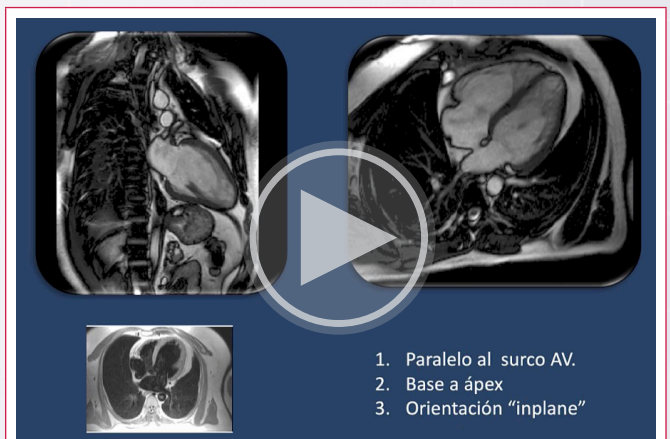 1. Paralelo al surco AV.
2. Base a ápex
3. Orientación “inplane”